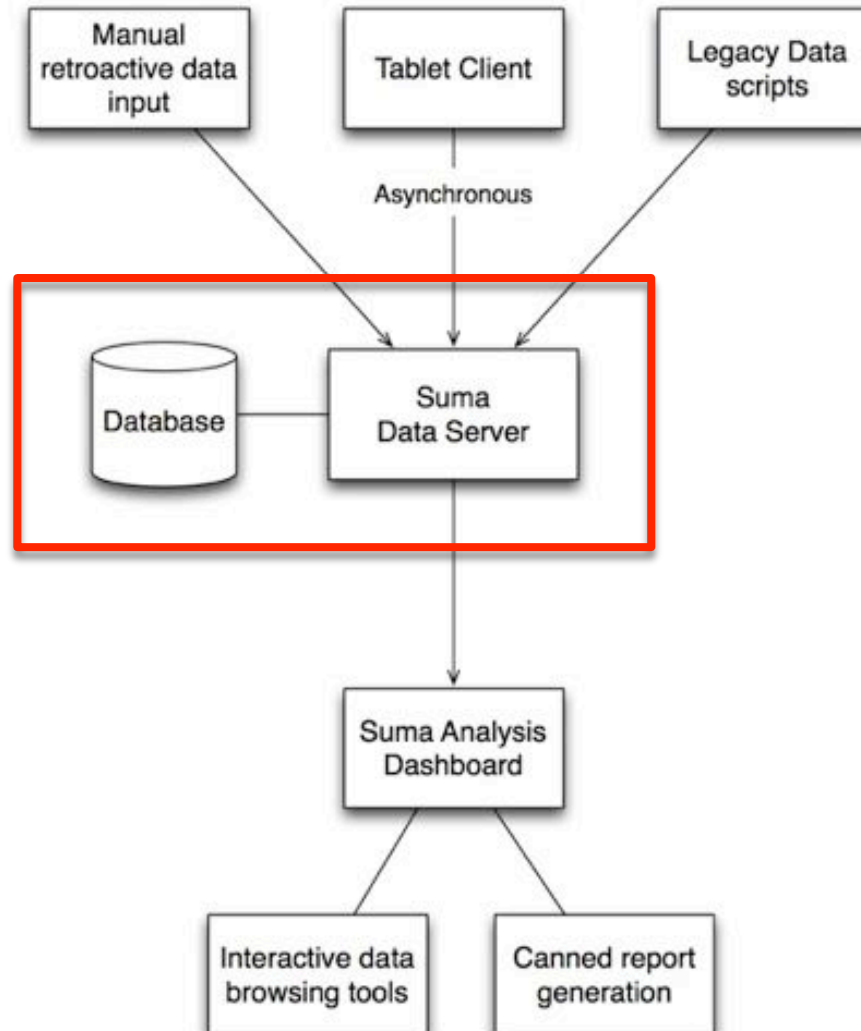 Manual
retroactive data
input
Tablet Client
Legacy Data
scripts
Asynchronous
Database
Suma
Data Server
Suma Analysis
Dashboard
Interactive data
browsing tools
Canned report
generation